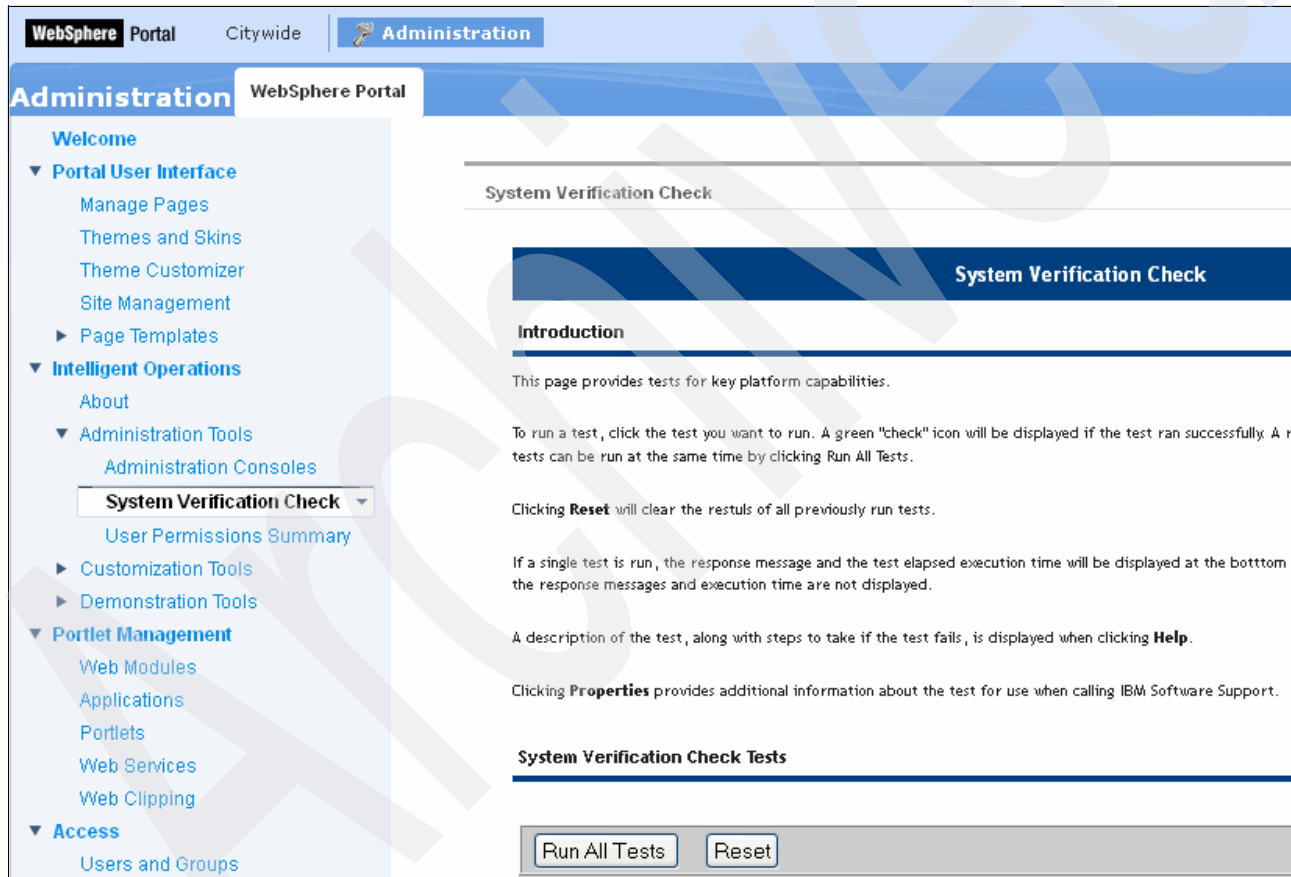 WebSphere Portal Citywide Administration
Administration WebSphere Portal
Welcome
Portal User Interface
Manage Pages
Themes and Skins
Theme Customizer
Site Management
Page Templates
Intelligent Operations
About
Administration Tools
Administration Consoles
System Verification Check
User Permissions Summary
Customization Tools
Demonstration Tools
Portlet Management
Web Modules
Applications
Portlets
Web Services
Web Clipping
Access
Users and Groups
System Verification Check
System Verification Check
Introduction
This page provides tests for key platform capabilities.
To run a test, click the test you want to run. A green "check" icon will be displayed if the test ran successfully. A
tests can be run at the same time by clicking Run All Tests.
Clicking Reset will clear the restuls of all previously run tests.
If a single test is run, the response message and the test elapsed execution time will be displayed at the botttom
the response messages and execution time are not displayed.
A description of the test, along with steps to take if the test fails, is displayed when clicking Help.
Clicking Properties provides additional information about the test for use when calling IBM Software Support.
System Verification Check Tests
Run All Tests Reset